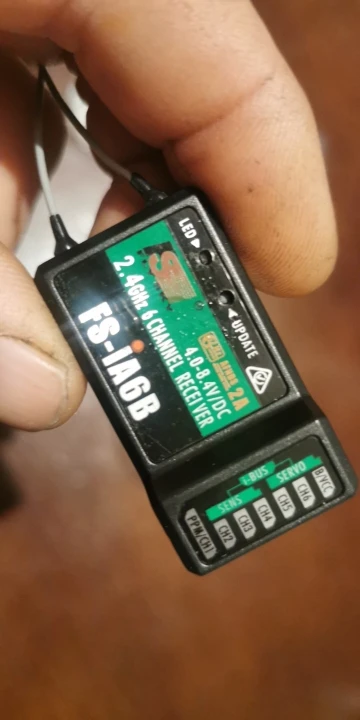 LED
2.4GHz 6 CHANNEL RECEIVER
FS-iA6B
4.0-8.4V/DC
2A
UPDATE
i-BUS
SENS
SERVO
PPM/CH1
CH2
CH3
CH4
CH5
CH6
B/VCC